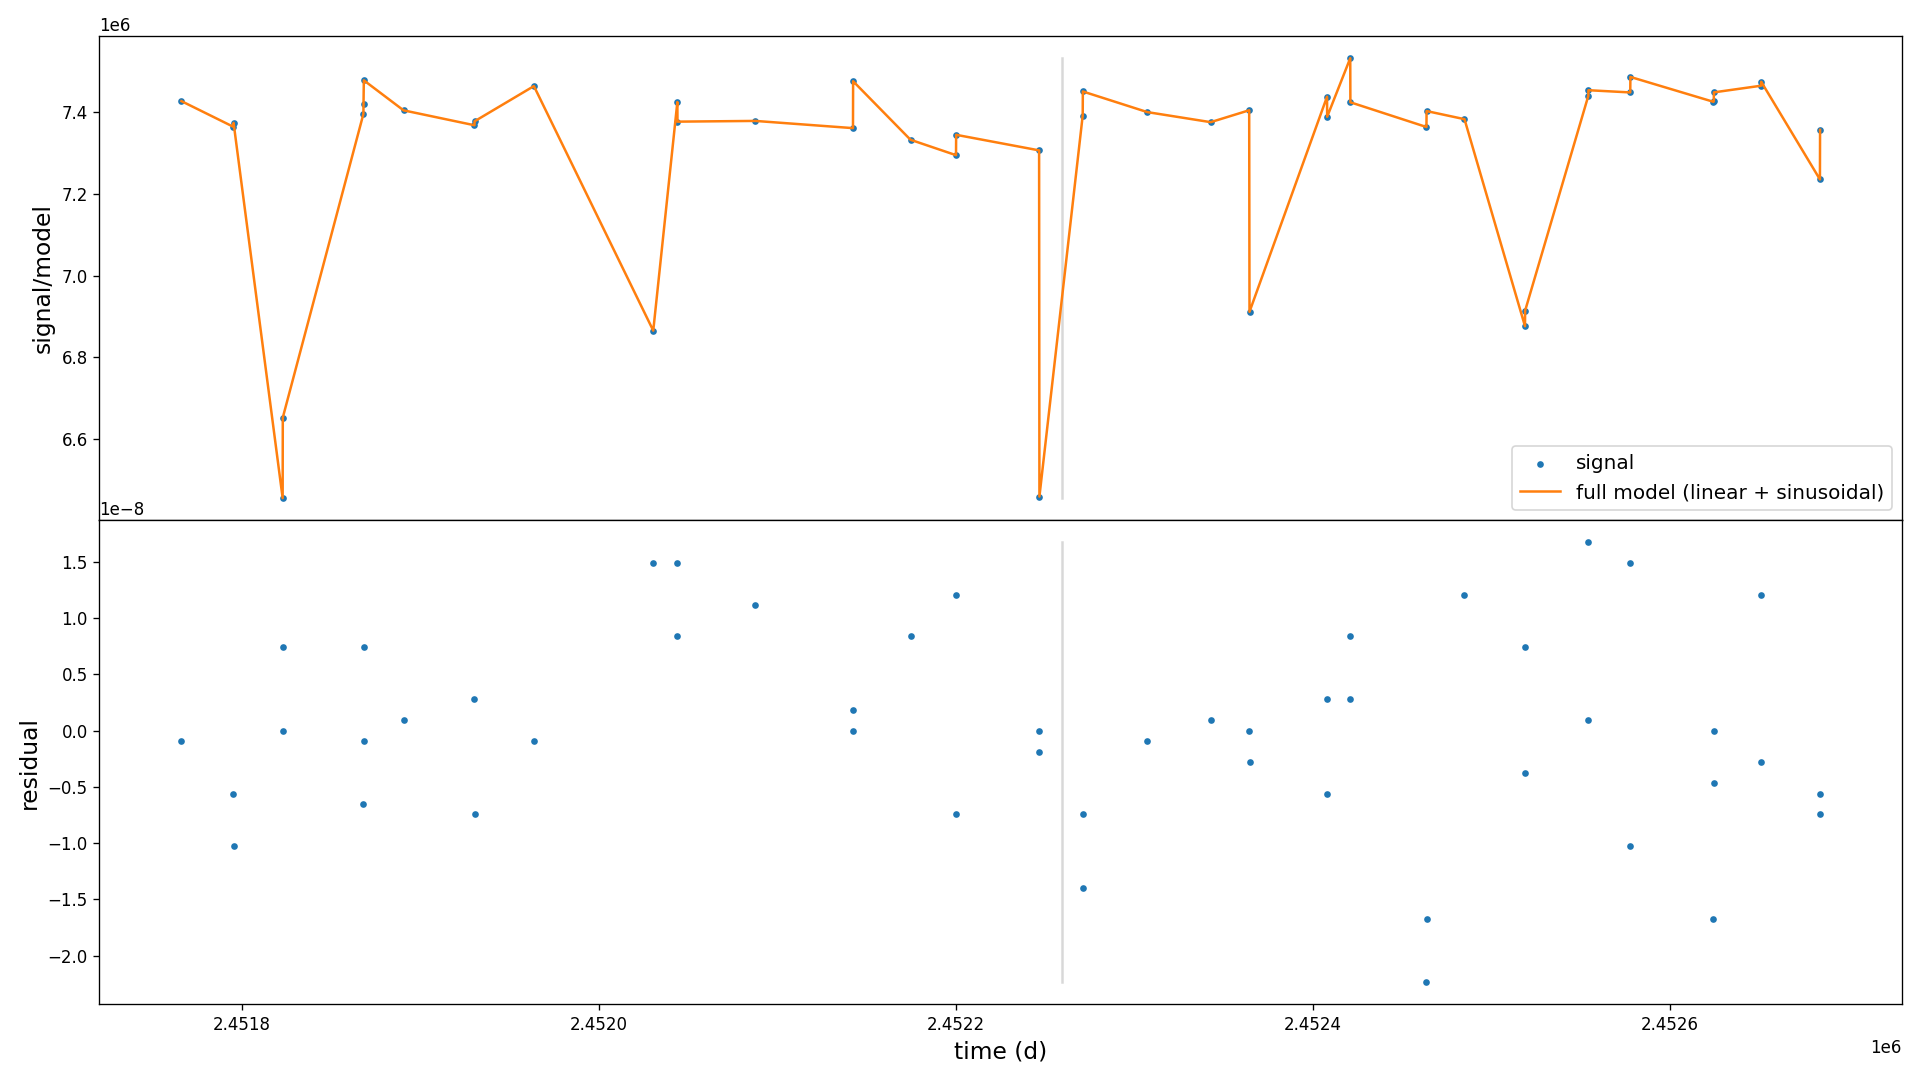 1e6
7.4
7.2
7.0
6.8
6.6
signal/model
signal
full model (linear + sinusoidal)
1e−8
1.5
1.0
0.5
0.0
−0.5
−1.0
−1.5
−2.0
residual
2.4518
2.4520
2.4522
2.4524
2.4526
1e6
time (d)